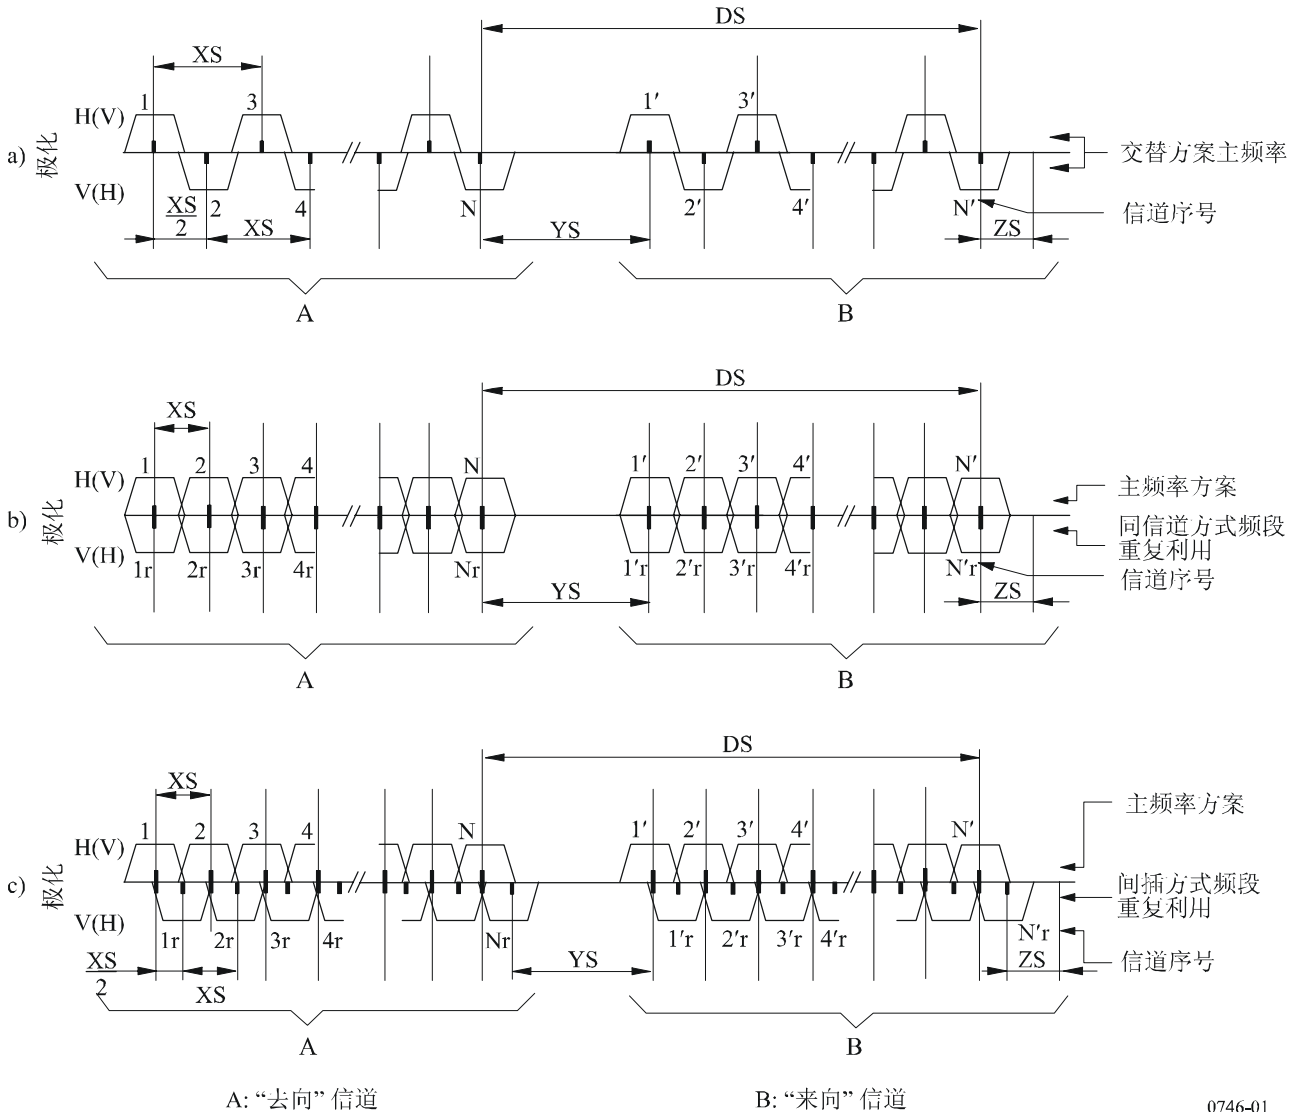 DS
XS
1 3 1′ 3′
H(V)
a) 极化
交替方案主频率
V(H)
XS/2 2 XS 4 N 2′ 4′ N′
信道序号
YS ZS
A B
DS
XS
1 2 3 4 N 1′ 2′ 3′ 4′ N′
H(V)
主频率方案
b) 极化
同信道方式频段
重复利用
V(H)
1r 2r 3r 4r Nr 1′r 2′r 3′r 4′r N′r
信道序号
YS ZS
A B
DS
XS
主频率方案
1 2 3 4 N 1′ 2′ 3′ 4′ N′
H(V)
c) 极化
间插方式频段
重复利用
V(H)
1r 2r 3r 4r Nr 1′r 2′r 3′r 4′r N′r
信道序号
XS/2 XS YS ZS
A B
A: “去向” 信道 B: “来向” 信道
0746-01